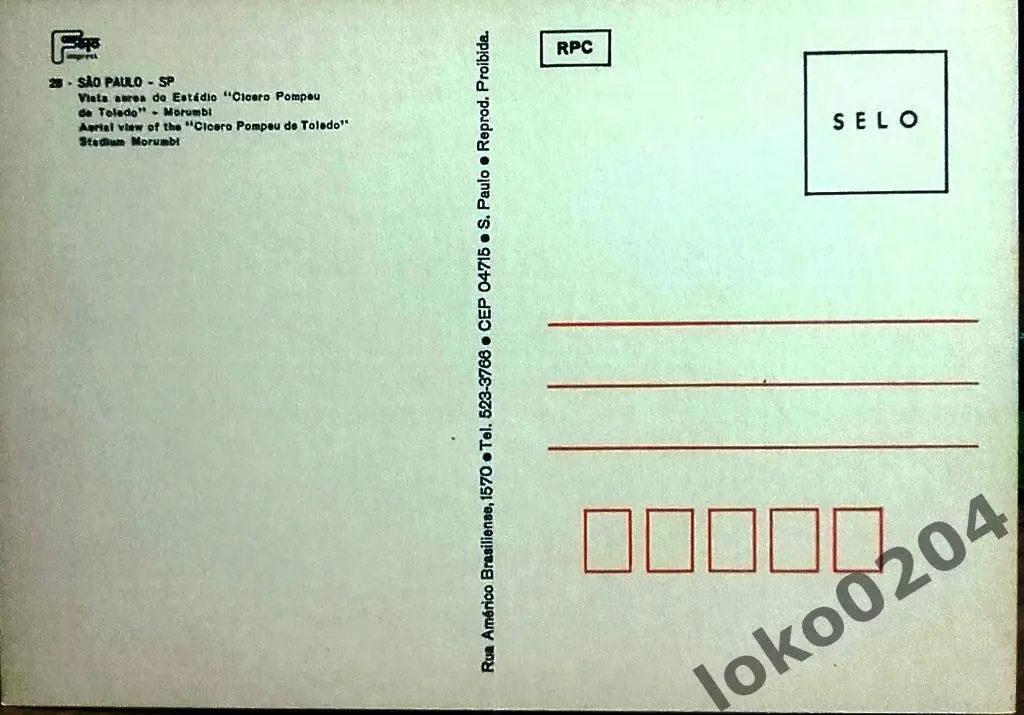 Foto
impress
28 - SÃO PAULO - SP
Vista aerea do Estádio "Cicero Pompeu
de Toledo" - Morumbi
Aerial view of the "Cicero Pompeu de Toledo"
Stadium Morumbi
Rua Américo Brasiliense, 1570 ● Tel. 523-3766 ● CEP 04715 ● S. Paulo ● Reprod. Proibida.
RPC
SELO
loko0204